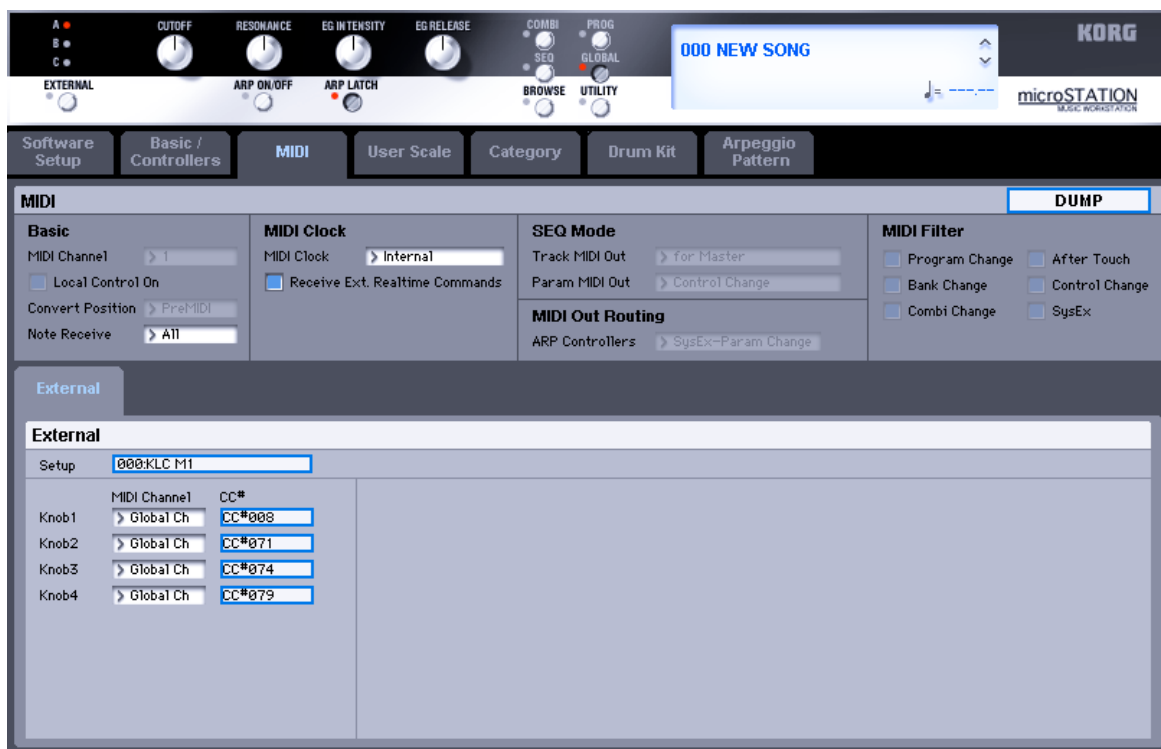 A CUTOFF RESONANCE EG INTENSITY EG RELEASE COMBI PROG KORG
B
C SEQ GLOBAL
000 NEW SONG
EXTERNAL ARP ON/OFF ARP LATCH BROWSE UTILITY ♩= ---.-- microSTATION
MUSIC WORKSTATION
Software Setup Basic / Controllers MIDI User Scale Category Drum Kit Arpeggio Pattern
MIDI DUMP
Basic MIDI Clock SEQ Mode MIDI Filter
MIDI Channel 1 MIDI Clock Internal Track MIDI Out for Master Program Change After Touch
Local Control On Receive Ext. Realtime Commands Param MIDI Out Control Change Bank Change Control Change
Convert Position PreMIDI MIDI Out Routing Combi Change SysEx
Note Receive All ARP Controllers SysEx-Param Change
External
External
Setup 000:KLC M1
MIDI Channel CC#
Knob1 Global Ch CC#008
Knob2 Global Ch CC#071
Knob3 Global Ch CC#074
Knob4 Global Ch CC#079